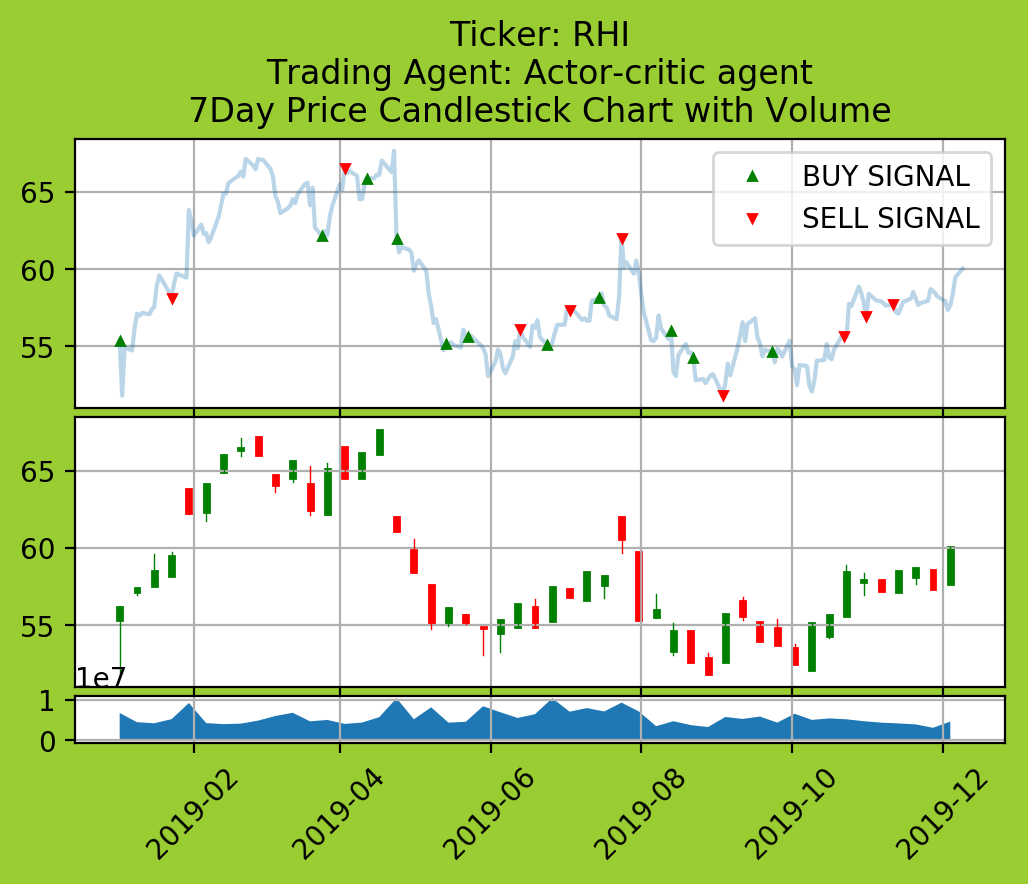 Ticker: RHI
Trading Agent: Actor-critic agent
7Day Price Candlestick Chart with Volume
65
60
55
BUY SIGNAL
SELL SIGNAL
65
60
55
1e7
1
0
2019-02
2019-04
2019-06
2019-08
2019-10
2019-12